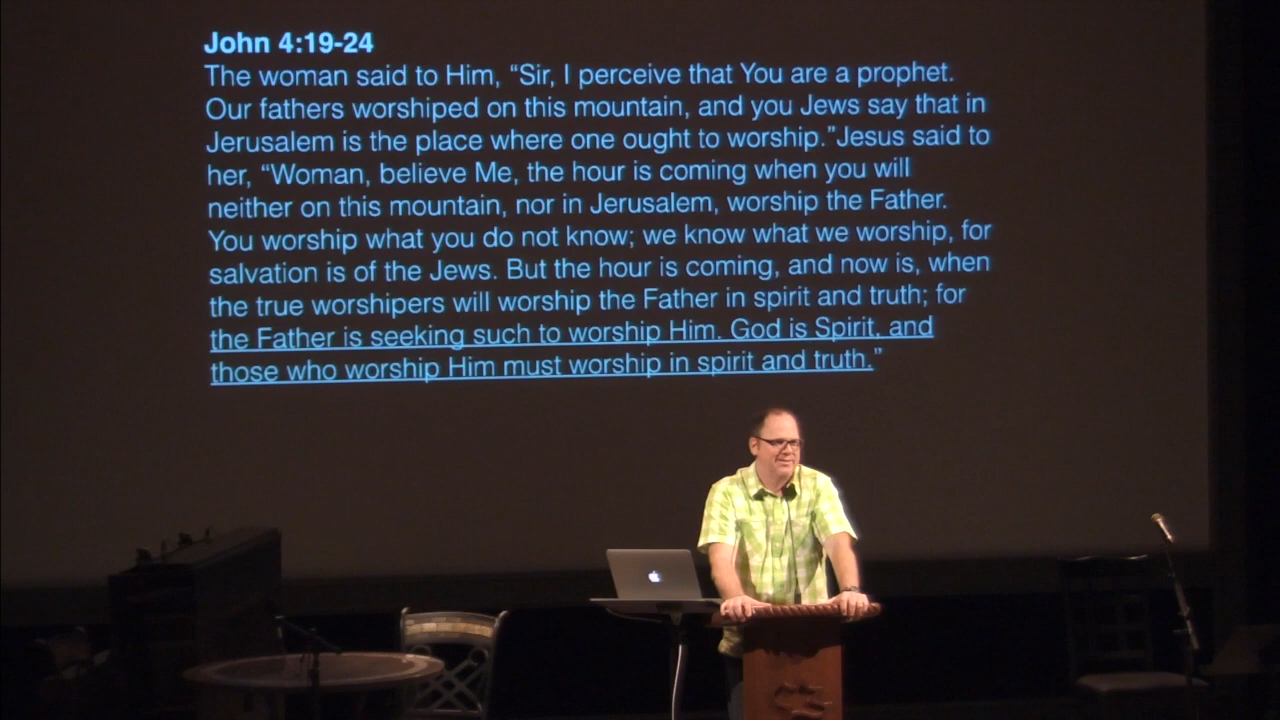 John 4:19-24
The woman said to Him, “Sir, I perceive that You are a prophet.
Our fathers worshiped on this mountain, and you Jews say that in
Jerusalem is the place where one ought to worship.”Jesus said to
her, “Woman, believe Me, the hour is coming when you will
neither on this mountain, nor in Jerusalem, worship the Father.
You worship what you do not know; we know what we worship, for
salvation is of the Jews. But the hour is coming, and now is, when
the true worshipers will worship the Father in spirit and truth; for
the Father is seeking such to worship Him. God is Spirit, and
those who worship Him must worship in spirit and truth.”